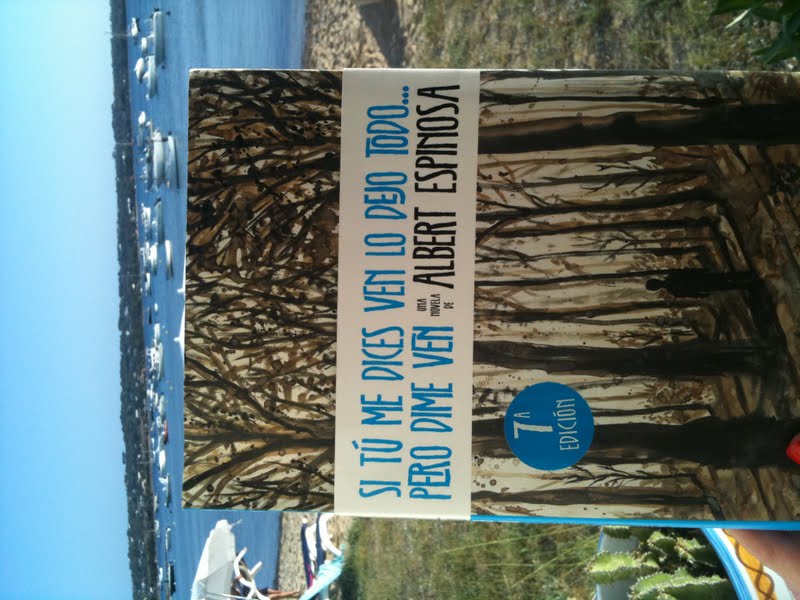 SI TÚ ME DICES VEN LO DEJO TODO...
PERO DIME VEN
UNA
NOVELA
DE
ALBERT ESPINOSA
7ª
EDICIÓN